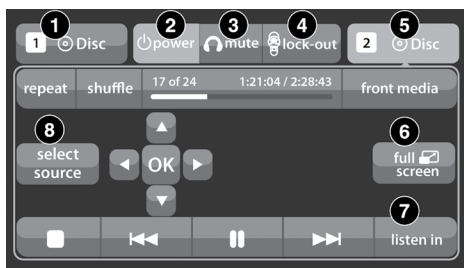 1 2 3 4 5
1 Disc power mute lock-out 2 Disc
repeat shuffle 17 of 24 1:21:04 / 2:28:43 front media
8 6
select source OK full screen
7
listen in